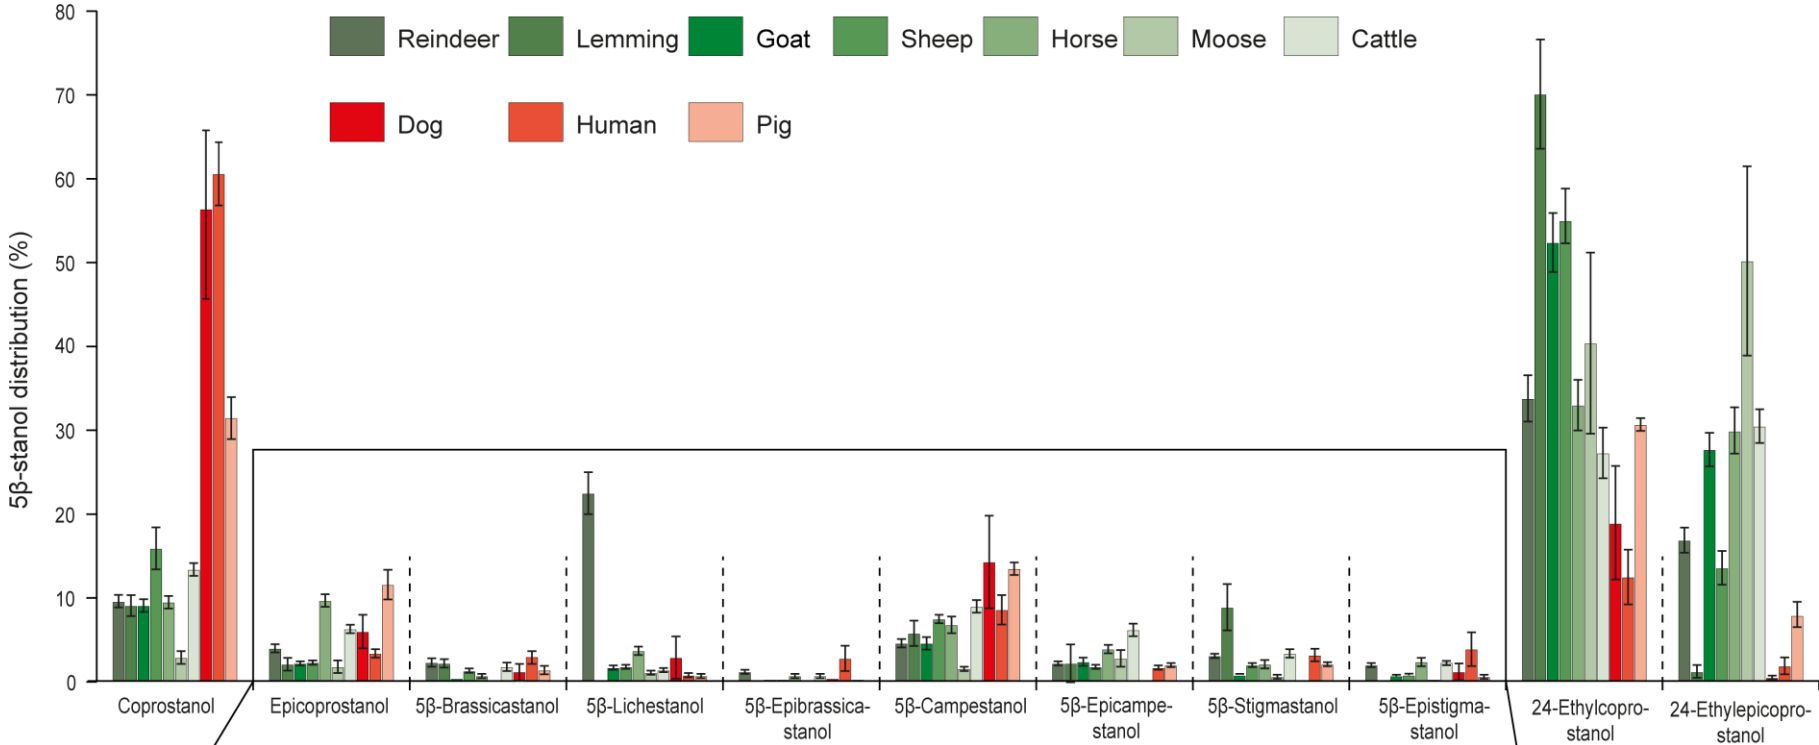 80
70
60
50
40
30
20
10
0
5β-stanol distribution (%)
Reindeer Lemming Goat Sheep Horse Moose Cattle
Dog Human Pig
Coprostanol
Epicoprostanol
5β-Brassicastanol
5β-Lichestanol
5β-Epibrassica-
stanol
5β-Campestanol
5β-Epicampe-
stanol
5β-Stigmastanol
5β-Epistigma-
stanol
24-Ethylcopro-
stanol
24-Ethylepicopro-
stanol